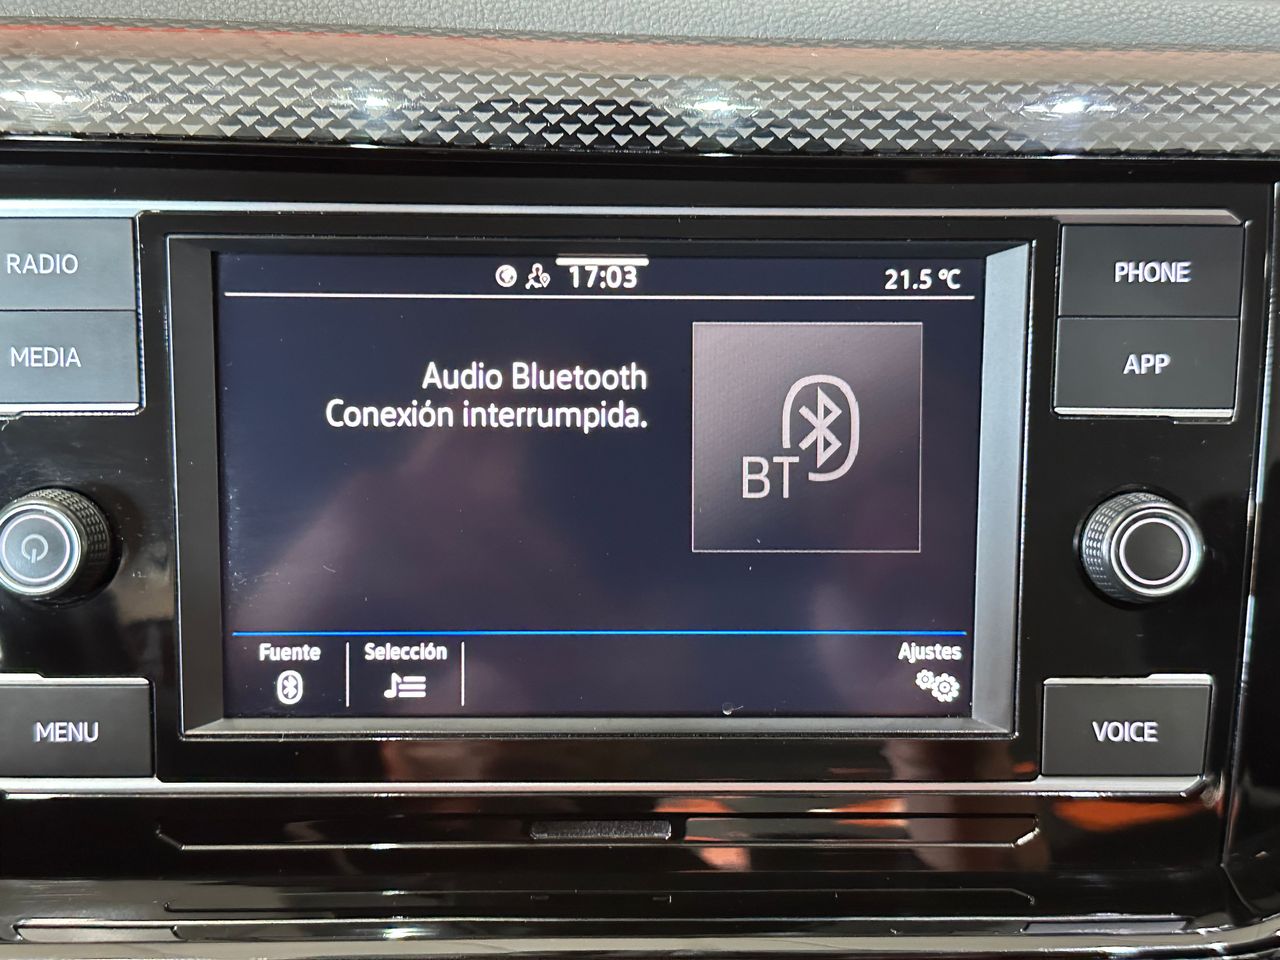 RADIO
MEDIA
MENU
17:03
21.5 °C
Audio Bluetooth
Conexión interrumpida.
BT
Fuente
Selección
Ajustes
PHONE
APP
VOICE